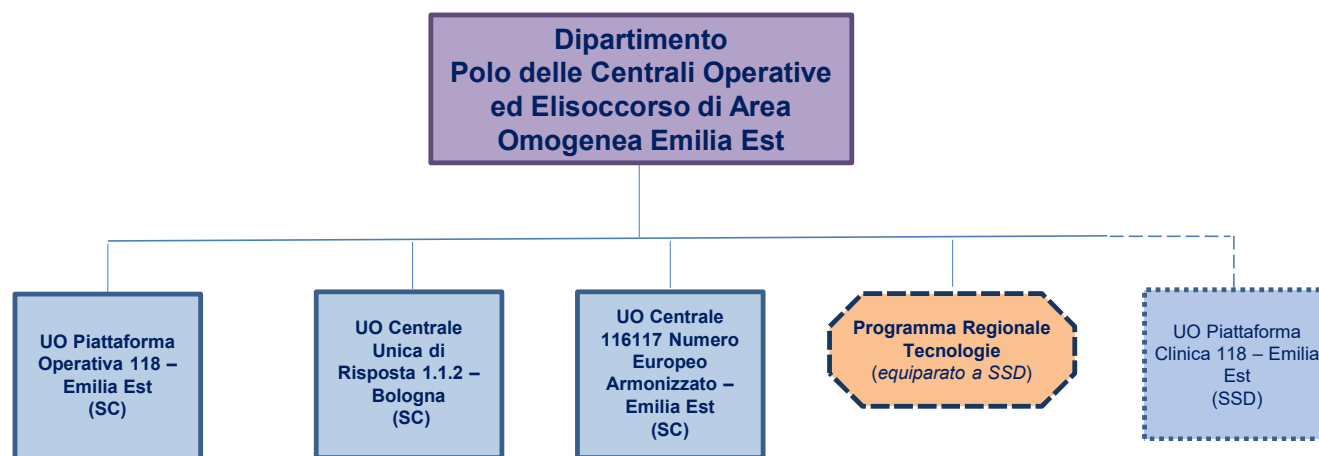 Dipartimento
Polo delle Centrali Operative
ed Elisoccorso di Area
Omogenea Emilia Est
UO Piattaforma
Operativa 118 –
Emilia Est
(SC)
UO Centrale
Unica di
Risposta 1.1.2 –
Bologna
(SC)
UO Centrale
116117 Numero
Europeo
Armonizzato –
Emilia Est
(SC)
Programma Regionale
Tecnologie
(equiparato a SSD)
UO Piattaforma
Clinica 118 – Emilia
Est
(SSD)